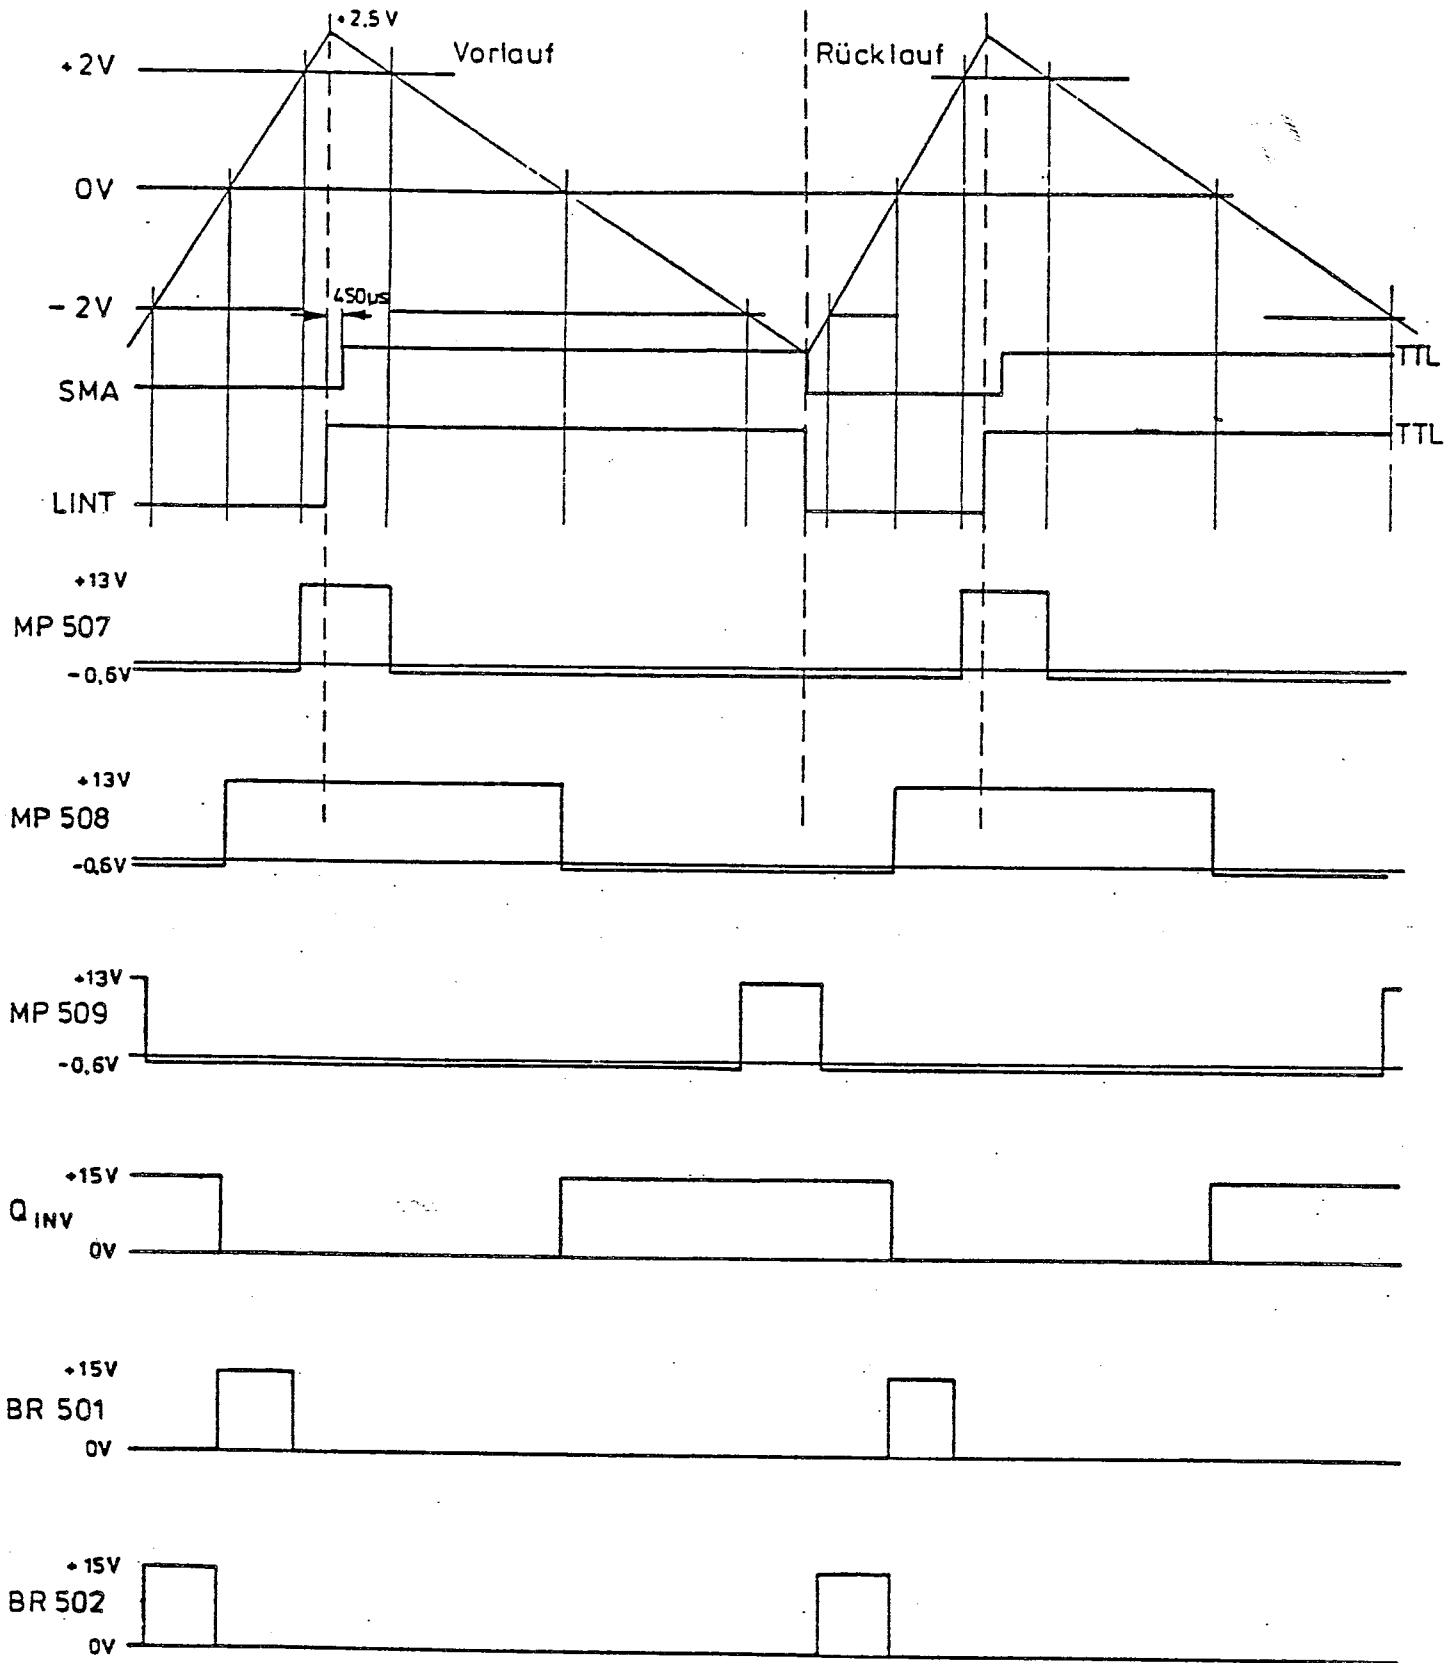 +2,5 V
Vorlauf
Rücklauf
+2V
0V
-2V
450µs
SMA
TTL
TTL
LINT
+13V
MP 507
-0,6V
+13V
MP 508
-0,6V
+13V
MP 509
-0,6V
+15V
Q INV
0V
+15V
BR 501
0V
+15V
BR 502
0V